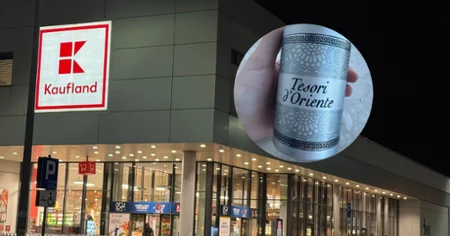 Kaufland
Tesori
d'Oriente
P